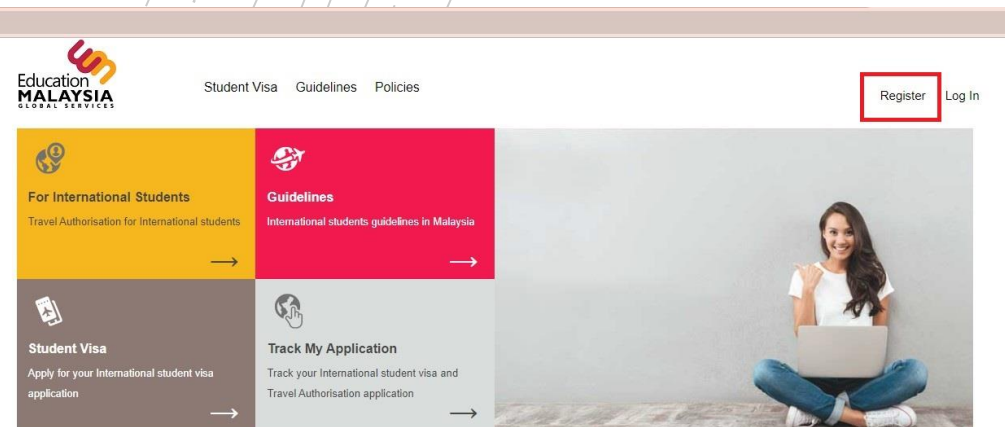 Education
MALAYSIA
GLOBAL SERVICES
Student Visa Guidelines Policies
Register Log In
For International Students
Travel Authorisation for International students
Guidelines
International students guidelines in Malaysia
Student Visa
Apply for your International student visa
application
Track My Application
Track your International student visa and
Travel Authorisation application